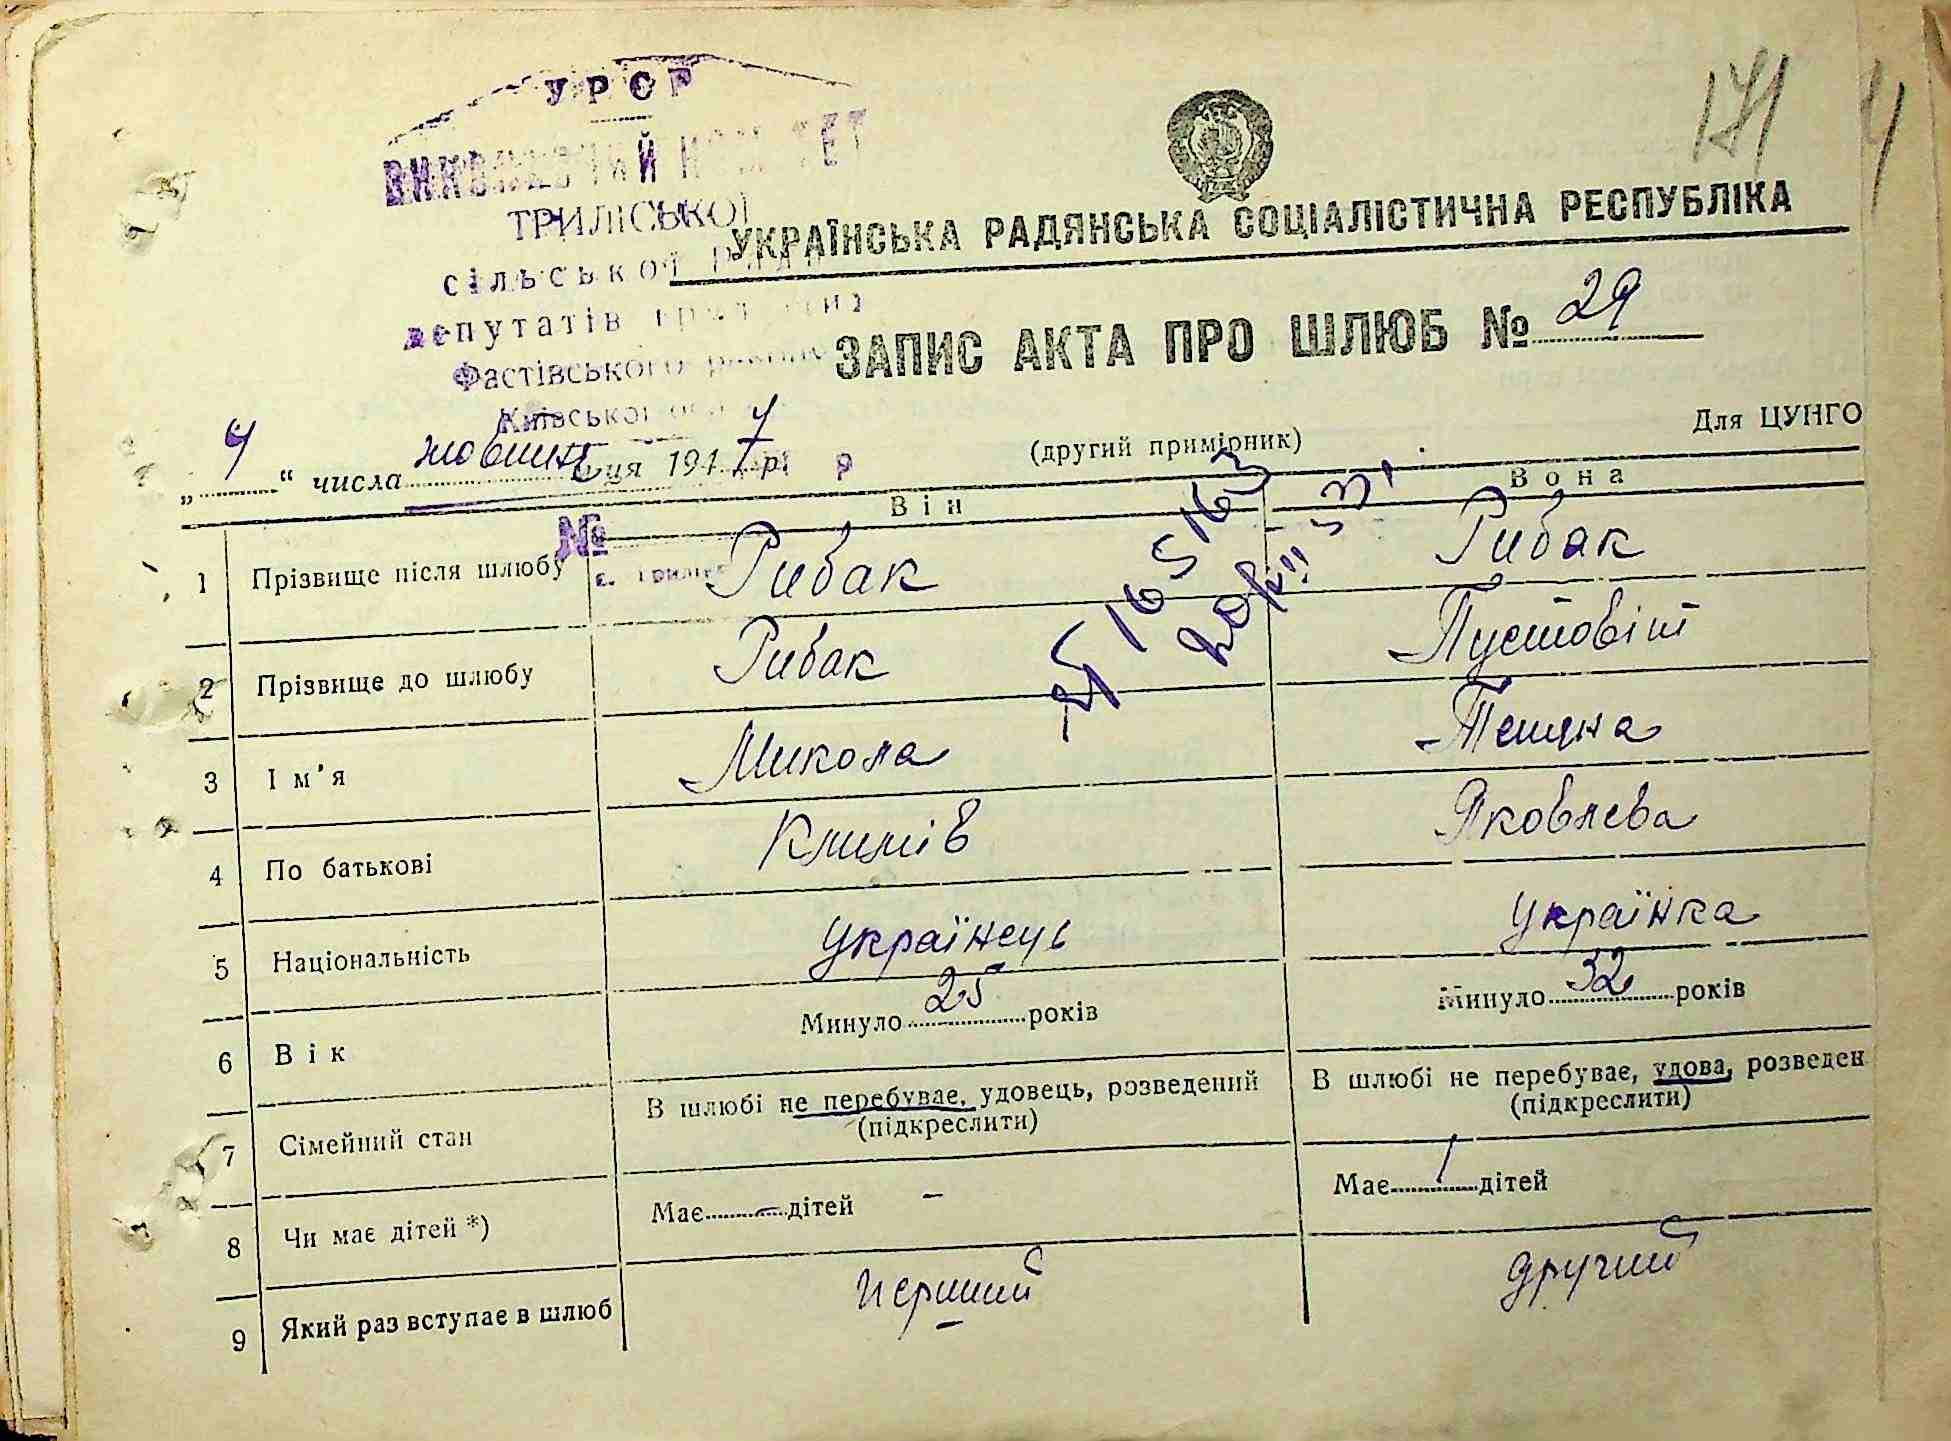 УРСР
ВИКОНАВЧИЙ КОМІТЕТ
ТРИЛІСЬКОЇ
сільської Ради
депутатів трудящих
Фастівського району
Київської
171
УКРАЇНСЬКА РАДЯНСЬКА СОЦІАЛІСТИЧНА РЕСПУБЛІКА
ЗАПИС АКТА ПРО ШЛЮБ № 29
„ 4 “ числа жовтня ця 1947 р.
(другий примірник)
Для ЦУНГО
Він Вона
№
1 Прізвище після шлюбу Рибак Рибак
2 Прізвище до шлюбу Рибак Пустовіт
3 Ім'я Микола Тетяна
4 По батькові Климів Яковлева
5 Національність Українець Українка
6 Вік Минуло 25 років Минуло 32 років
7 Сімейний стан В шлюбі не перебуває, удовець, розведений (підкреслити) В шлюбі не перебуває, удова, розведен (підкреслити)
8 Чи має дітей *) Має – дітей – Має 1 дітей
9 Який раз вступає в шлюб перший другий